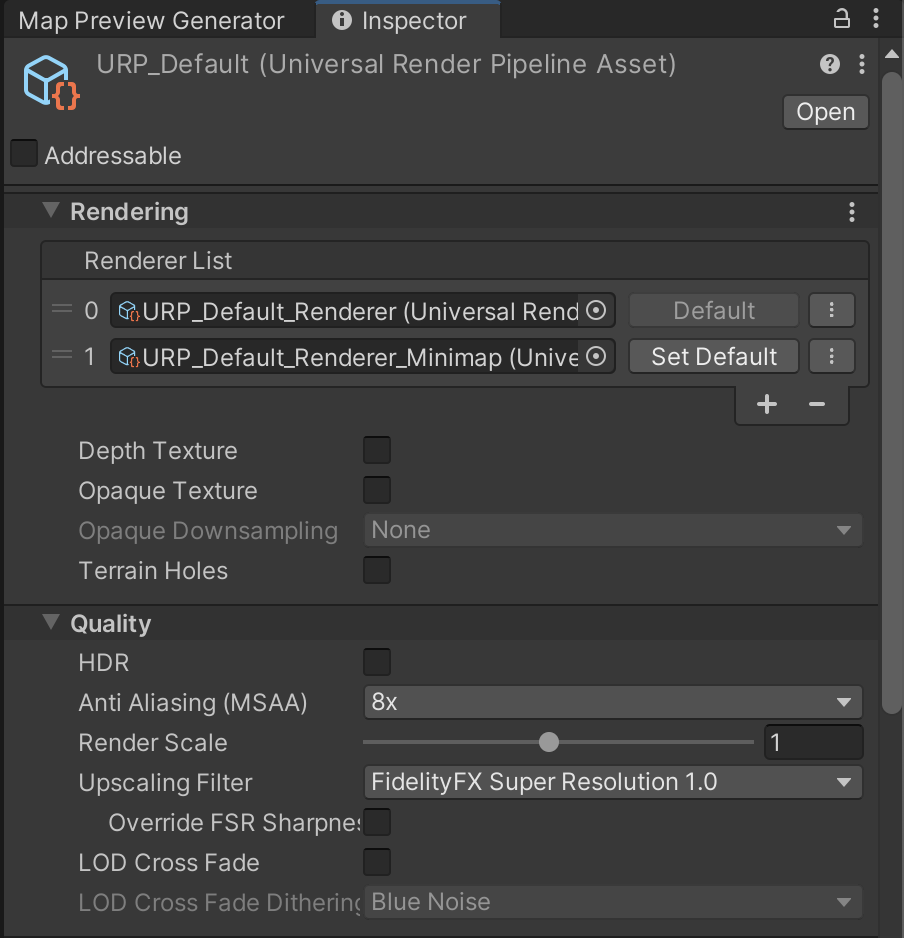 Map Preview Generator
Inspector
URP_Default (Universal Render Pipeline Asset)
Open
Addressable
Rendering
Renderer List
0 URP_Default_Renderer (Universal Rend Default
1 URP_Default_Renderer_Minimap (Unive Set Default
Depth Texture
Opaque Texture
Opaque Downsampling None
Terrain Holes
Quality
HDR
Anti Aliasing (MSAA) 8x
Render Scale 1
Upscaling Filter FidelityFX Super Resolution 1.0
Override FSR Sharpnes
LOD Cross Fade
LOD Cross Fade Dithering Blue Noise